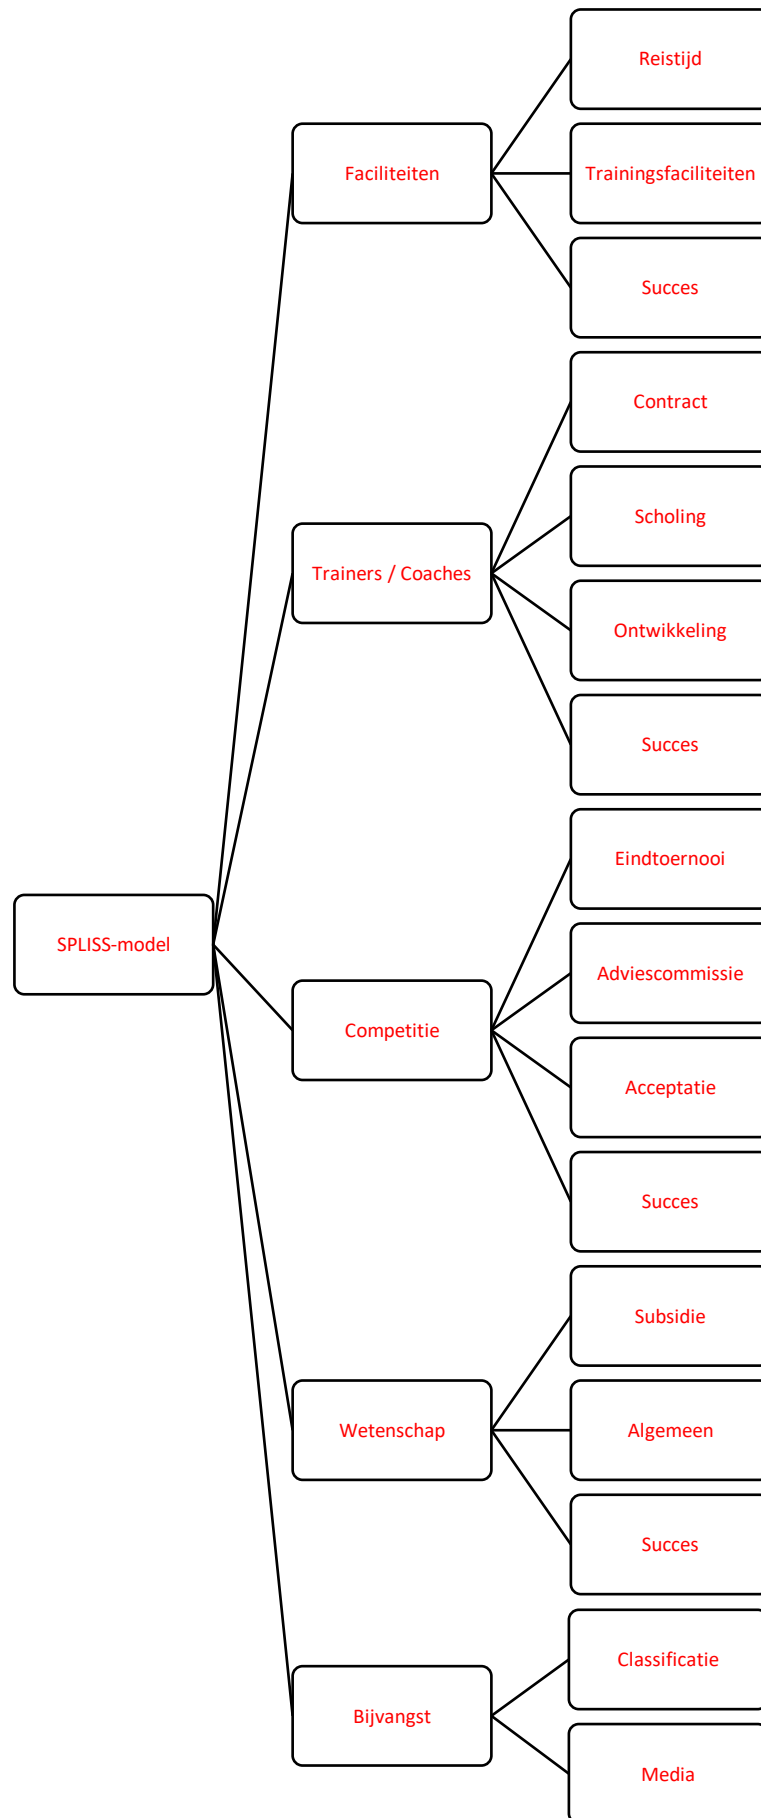 SPLISS-model
Faciliteiten
Reistijd
Trainingsfaciliteiten
Succes
Trainers / Coaches
Contract
Scholing
Ontwikkeling
Succes
Competitie
Eindtoernooi
Adviescommissie
Acceptatie
Succes
Wetenschap
Subsidie
Algemeen
Succes
Bijvangst
Classificatie
Media